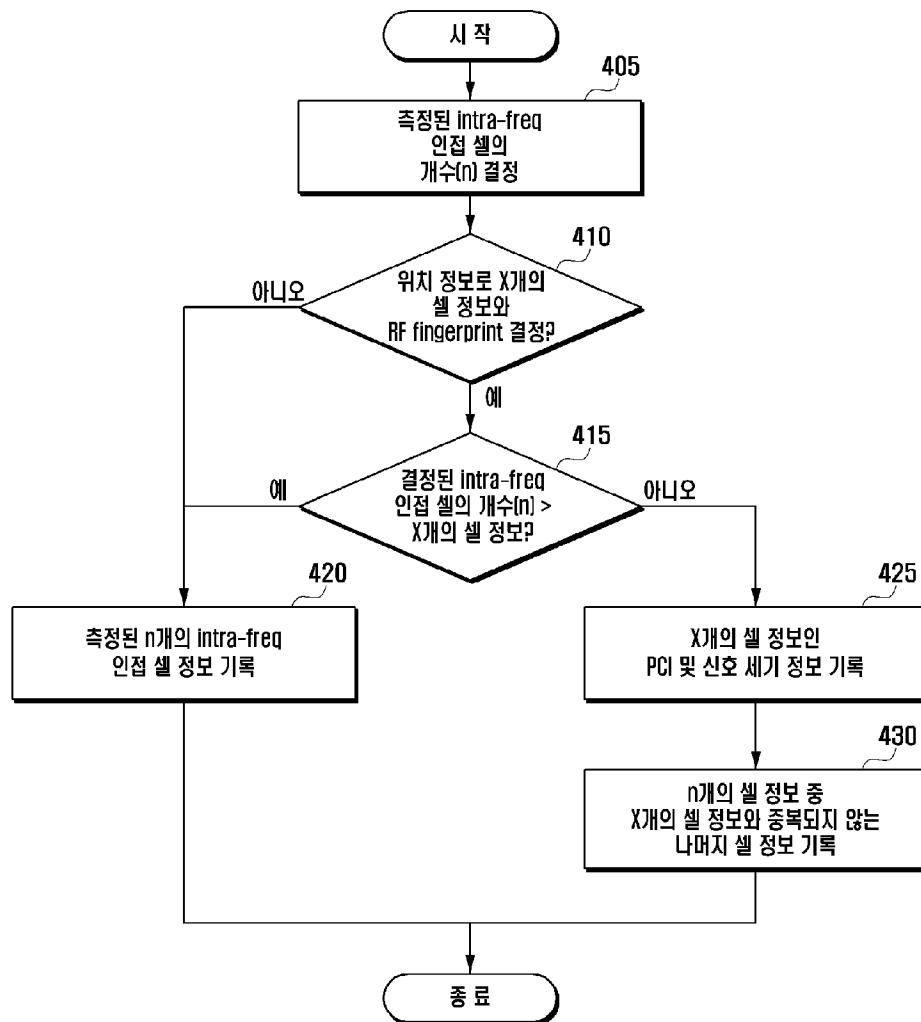 시 작
405
측정된 intra-freq
인접 셀의
개수(n) 결정
410
위치 정보로 X개의
셀 정보와
RF fingerprint 결정?
아니오
예
415
결정된 intra-freq
인접 셀의 개수(n) >
X개의 셀 정보?
예
아니오
420
측정된 n개의 intra-freq
인접 셀 정보 기록
425
X개의 셀 정보인
PCI 및 신호 세기 정보 기록
430
n개의 셀 정보 중
X개의 셀 정보와 중복되지 않는
나머지 셀 정보 기록
종 료